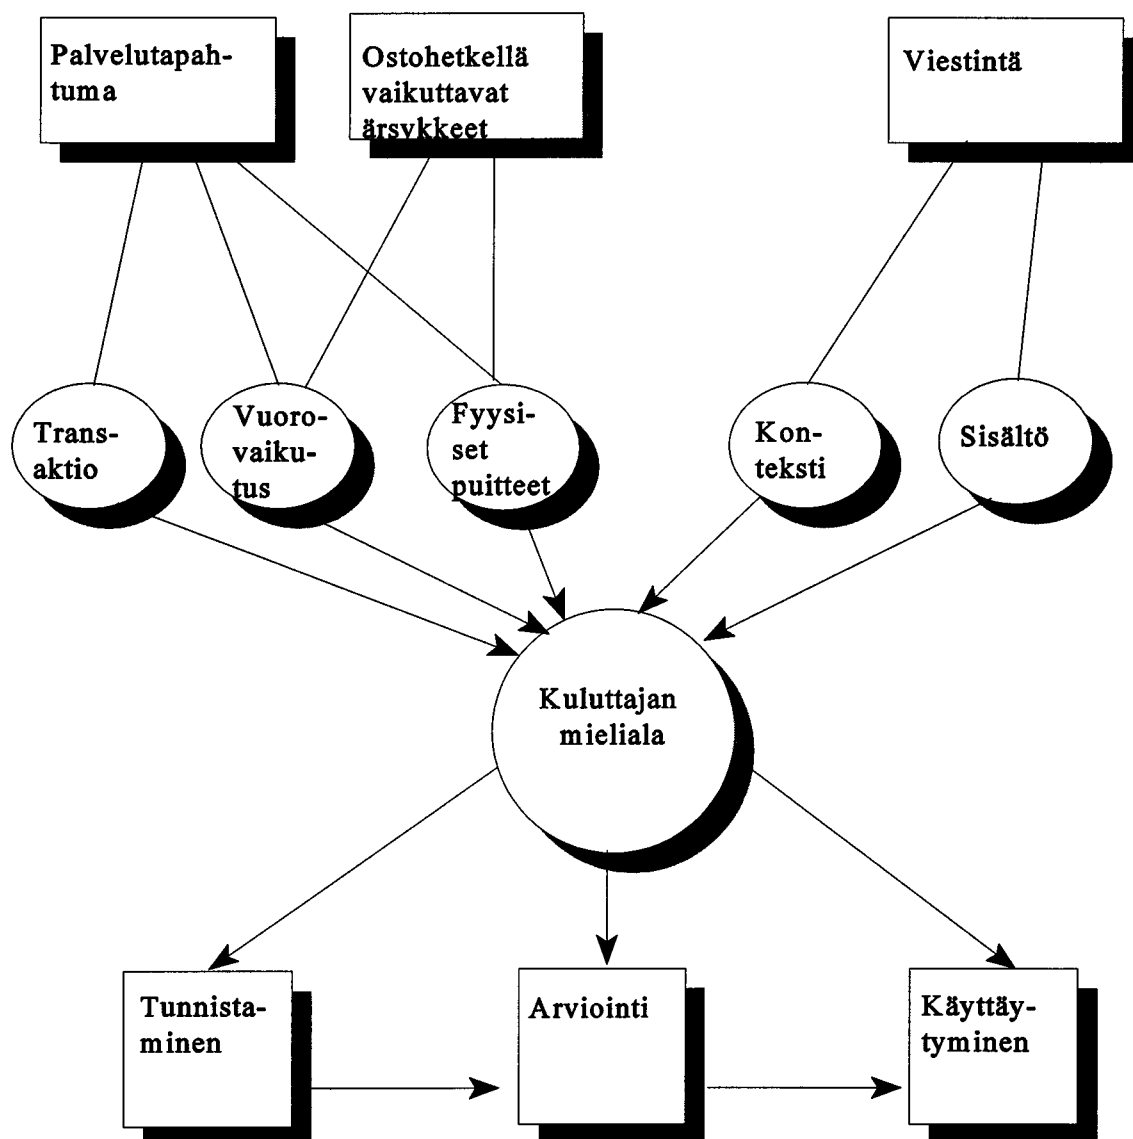 Palvelutapah-
tuma
Ostohetkellä
vaikuttavat
ärsykkeet
Viestintä
Trans-
aktio
Vuoro-
vaiku-
tus
Fyysi-
set
puitteet
Kon-
teksti
Sisältö
Kuluttajan
mieliala
Tunnista-
minen
Arviointi
Käyttäy-
tyminen